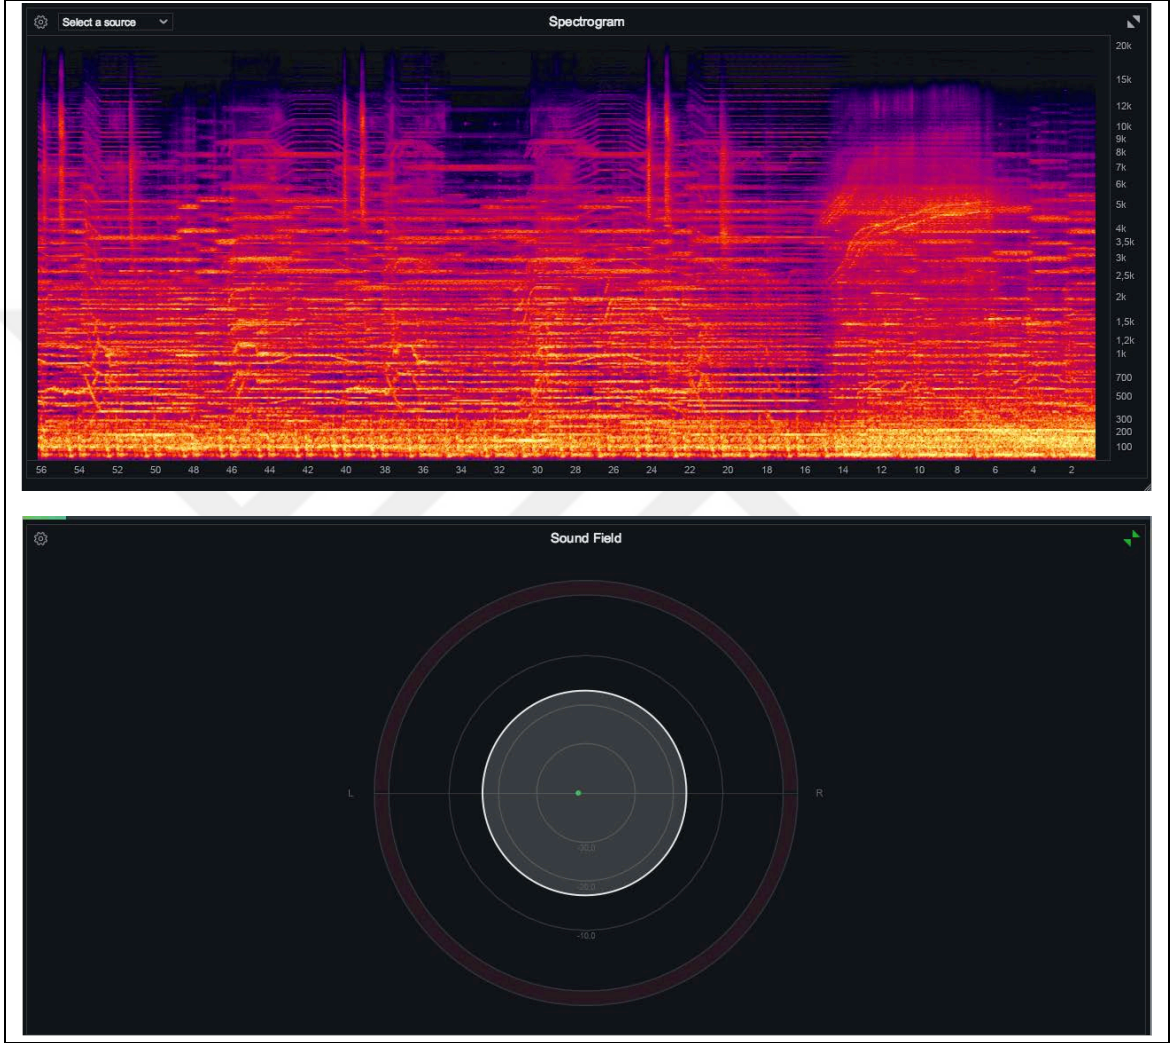 Select a source
Spectrogram
20k
15k
12k
10k
9k
8k
7k
6k
5k
4k
3,5k
3k
2,5k
2k
1,5k
1,2k
1k
700
500
300
200
100
56 54 52 50 48 46 44 42 40 38 36 34 32 30 28 26 24 22 20 18 16 14 12 10 8 6 4 2
Sound Field
L R
-30,0
-20,0
-10,0